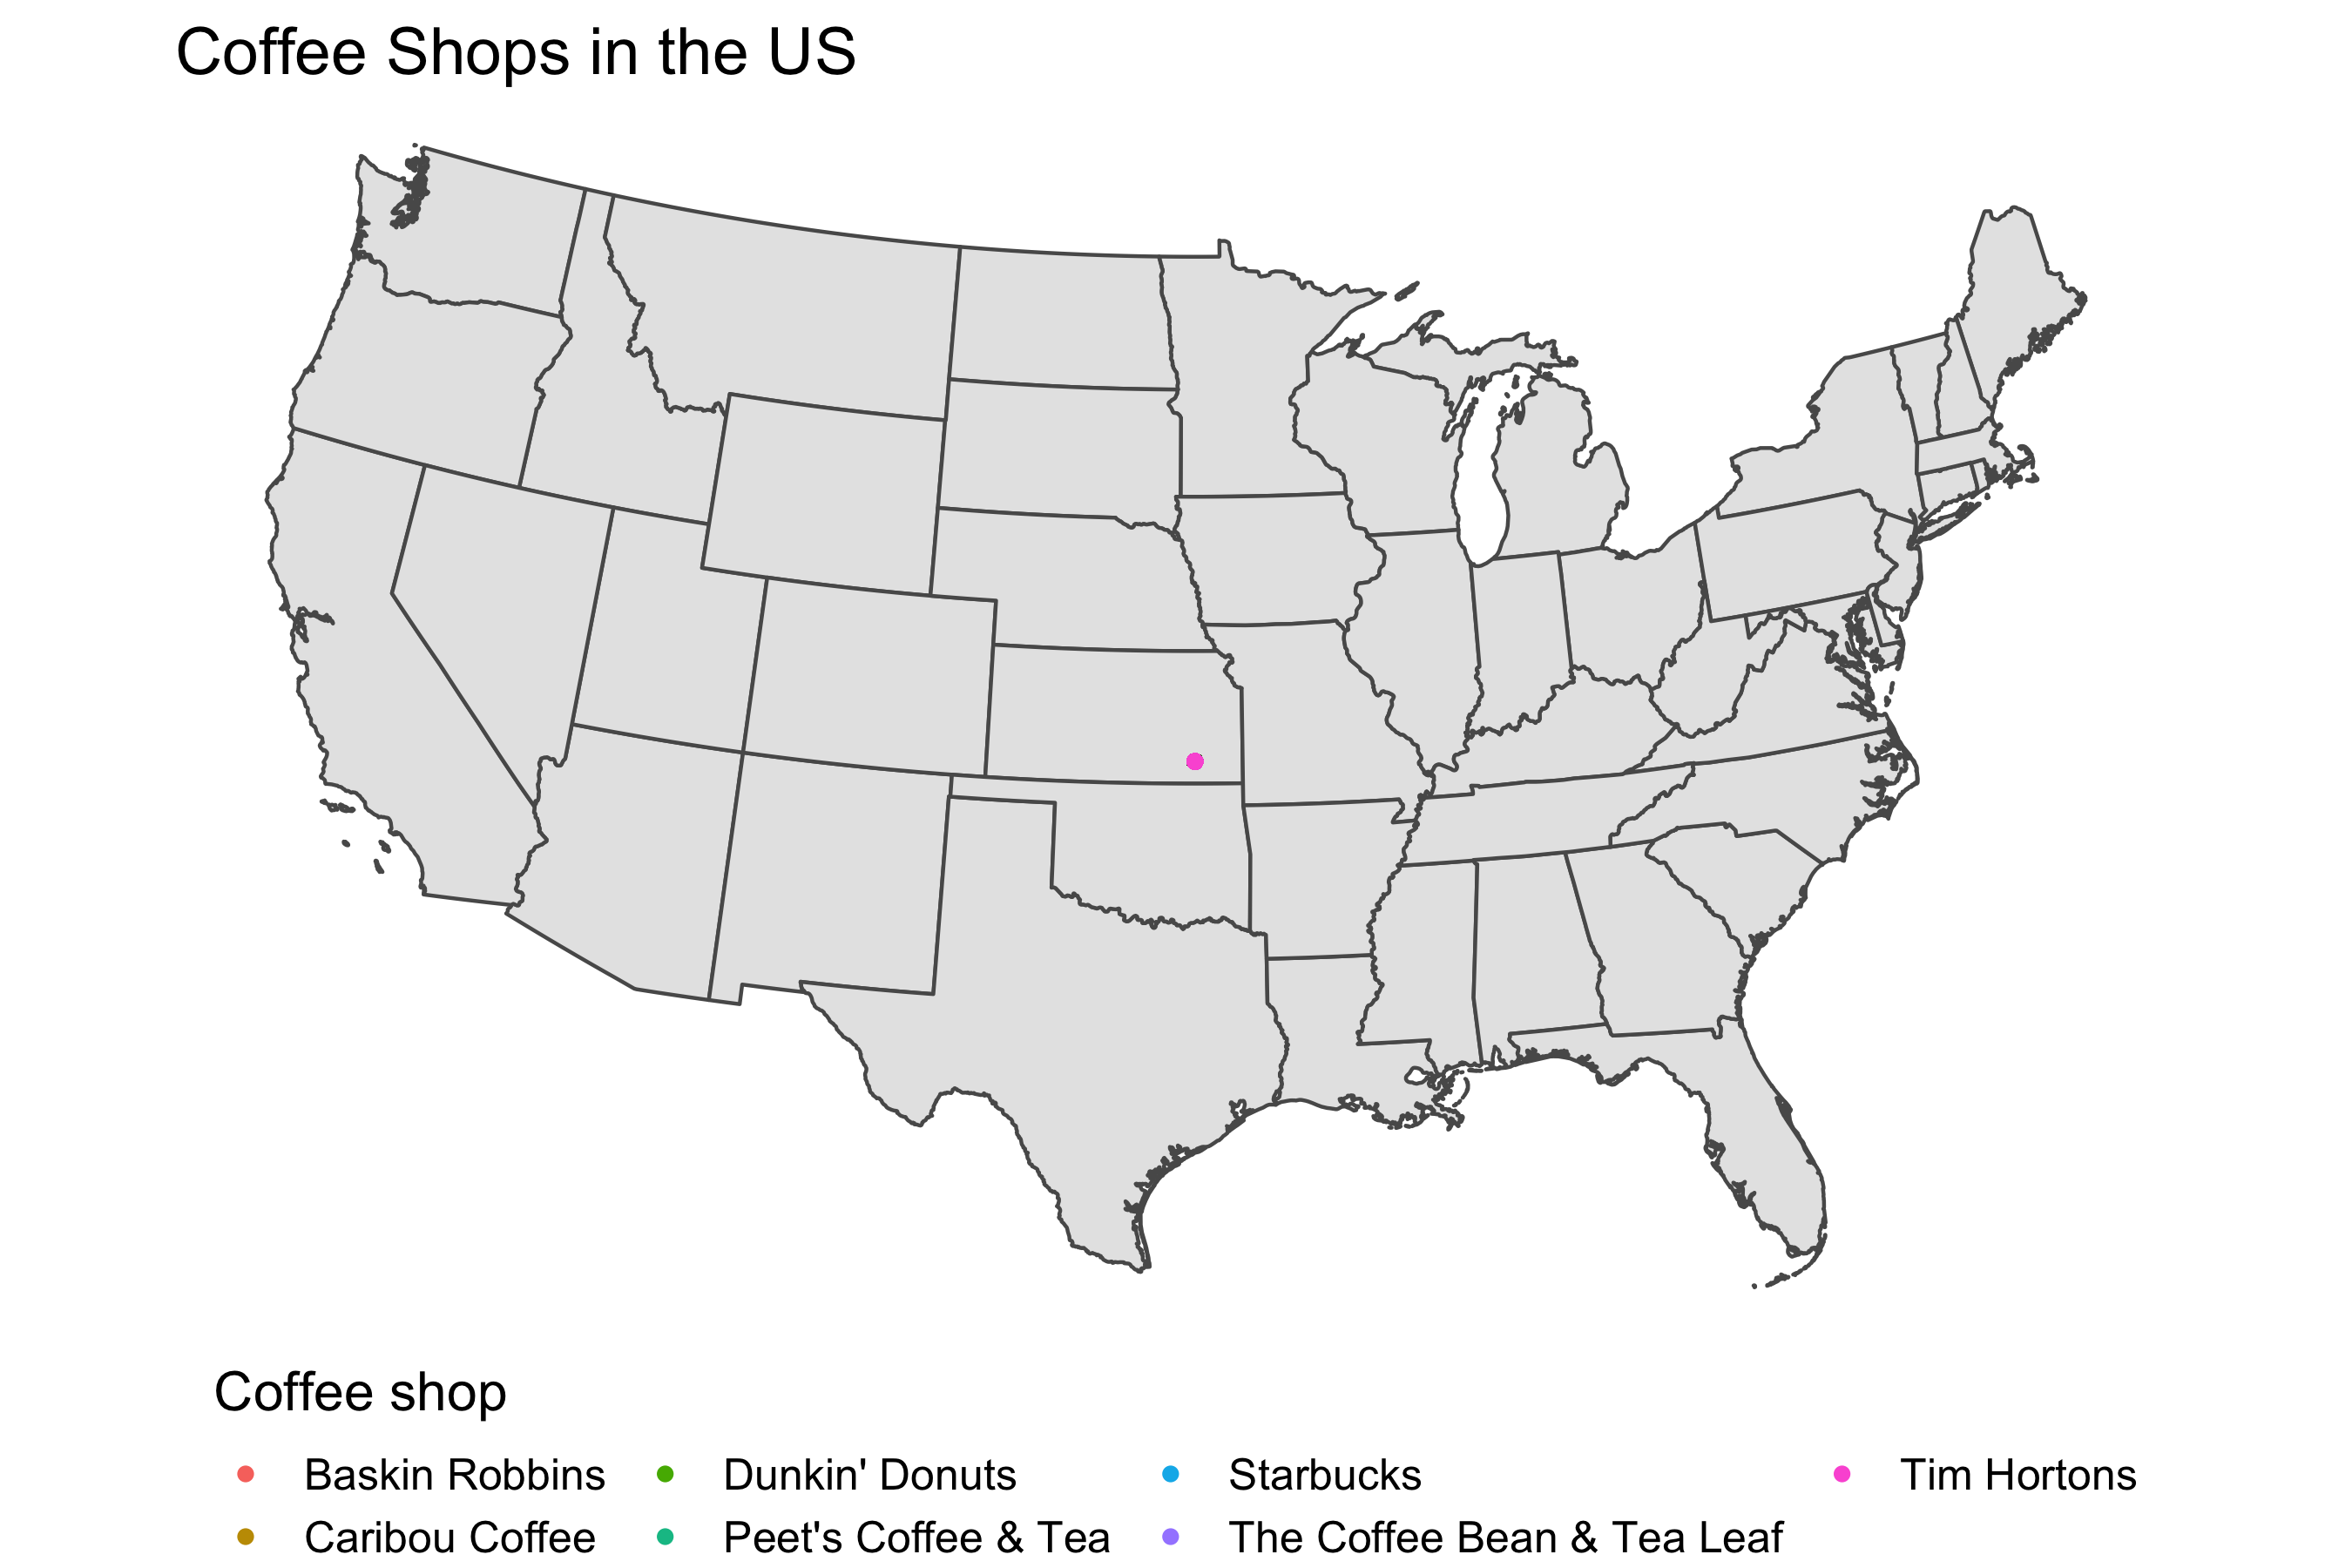 Coffee Shops in the US
Coffee shop
Baskin Robbins
Dunkin' Donuts
Starbucks
Tim Hortons
Caribou Coffee
Peet's Coffee & Tea
The Coffee Bean & Tea Leaf